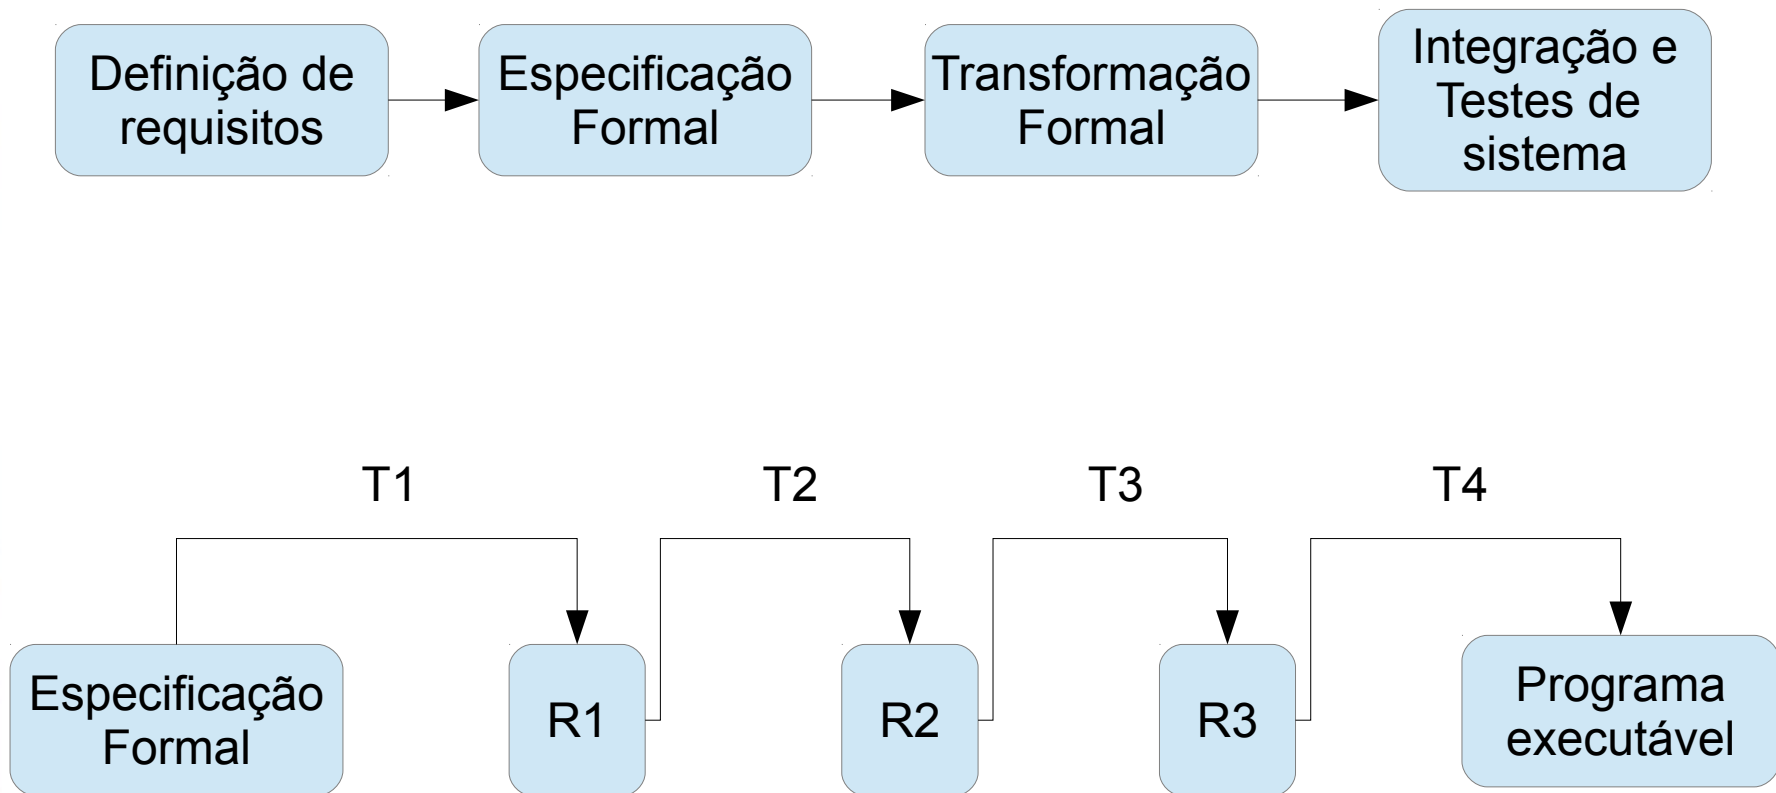 Definição de
requisitos
Especificação
Formal
Transformação
Formal
Integração e
Testes de
sistema
T1
T2
T3
T4
Especificação
Formal
R1
R2
R3
Programa
executável